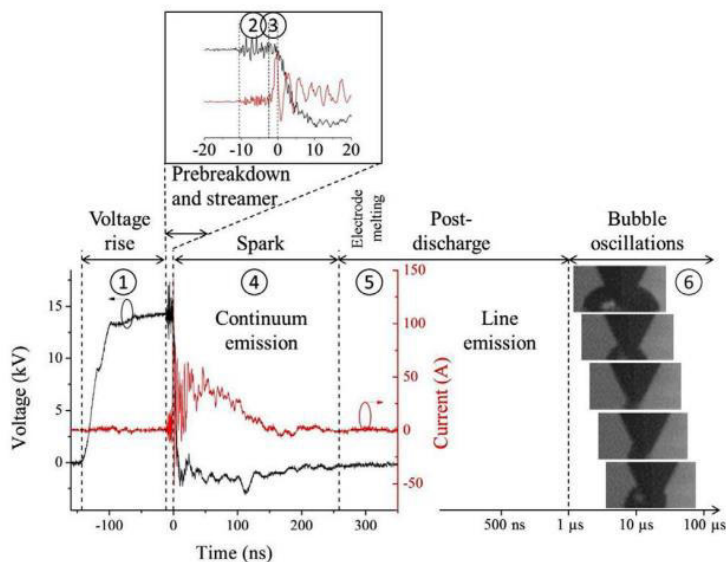 ② ③
-20 -10 0 10 20
Prebreakdown
and streamer
Voltage
rise
Spark
Electrode
melting
Post-
discharge
Bubble
oscillations
① ④ ⑤ ⑥
Continuum
emission
Line
emission
Voltage (kV)
15
10
5
0
150
100
50
0
-50
Current (A)
-100 0 100 200 300
500 ns 1 µs 10 µs 100 µs
Time (ns)